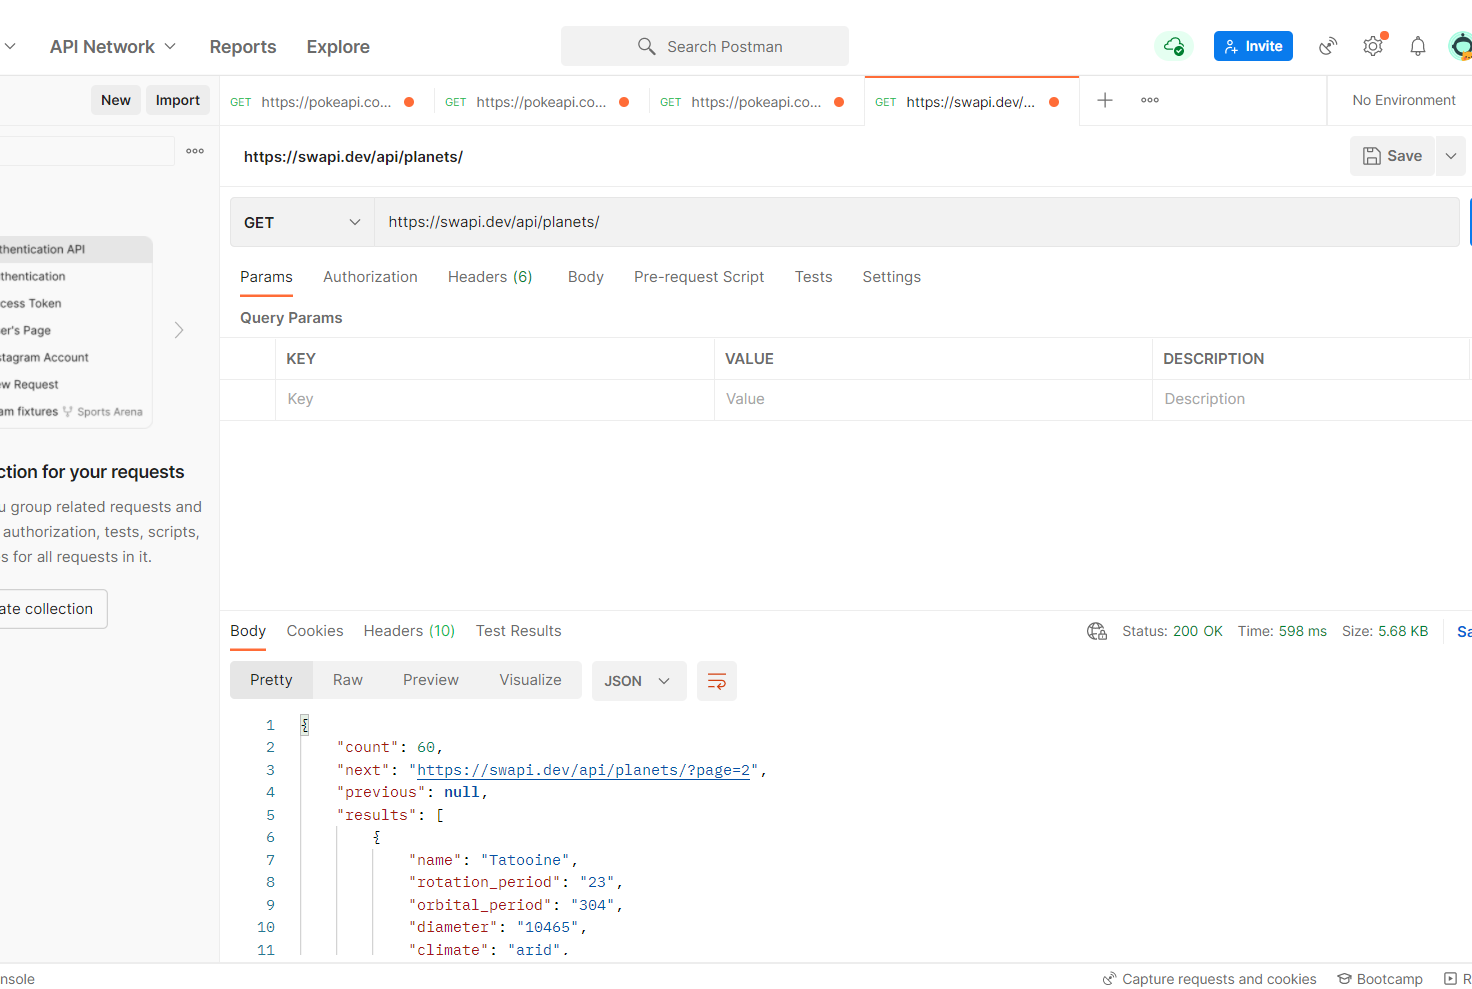 API Network
Reports
Explore
Search Postman
Invite
New
Import
GET https://pokeapi.co...
GET https://pokeapi.co...
GET https://pokeapi.co...
GET https://swapi.dev/...
No Environment
https://swapi.dev/api/planets/
Save
GET
https://swapi.dev/api/planets/
Params
Authorization
Headers (6)
Body
Pre-request Script
Tests
Settings
Query Params
KEY
VALUE
DESCRIPTION
Key
Value
Description
thentication API
thentication
cess Token
er's Page
stagram Account
ew Request
am fixtures Sports Arena
ction for your requests
u group related requests and
authorization, tests, scripts,
s for all requests in it.
ate collection
Body
Cookies
Headers (10)
Test Results
Status: 200 OK
Time: 598 ms
Size: 5.68 KB
Sa
Pretty
Raw
Preview
Visualize
JSON
1 {
2 "count": 60,
3 "next": "https://swapi.dev/api/planets/?page=2",
4 "previous": null,
5 "results": [
6 {
7 "name": "Tatooine",
8 "rotation_period": "23",
9 "orbital_period": "304",
10 "diameter": "10465",
11 "climate": "arid",
nsole
Capture requests and cookies
Bootcamp
R